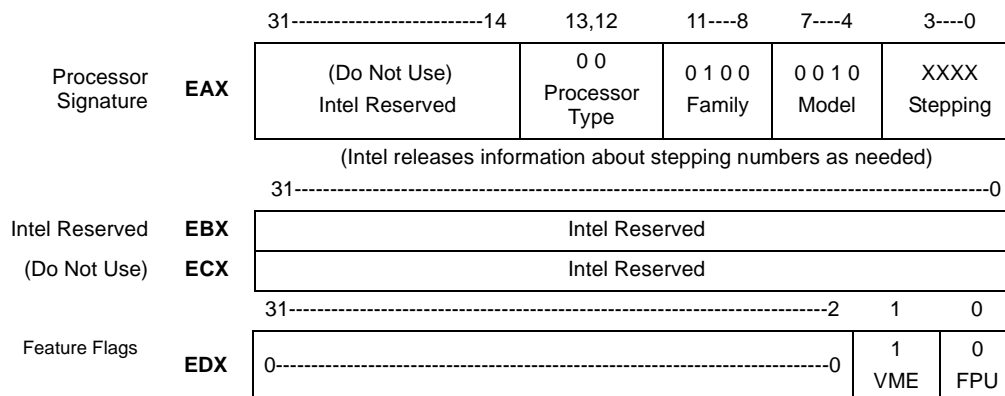 31---------------------------14 13,12 11----8 7----4 3----0
Processor Signature EAX (Do Not Use) Intel Reserved 0 0 Processor Type 0 1 0 0 Family 0 0 1 0 Model XXXX Stepping
(Intel releases information about stepping numbers as needed)
31--------------------------------------------------------------------------------------------------0
Intel Reserved EBX Intel Reserved
(Do Not Use) ECX Intel Reserved
31--------------------------------------------------------------------------------2 1 0
Feature Flags EDX 0-------------------------------------------------------------------------------0 1 VME 0 FPU